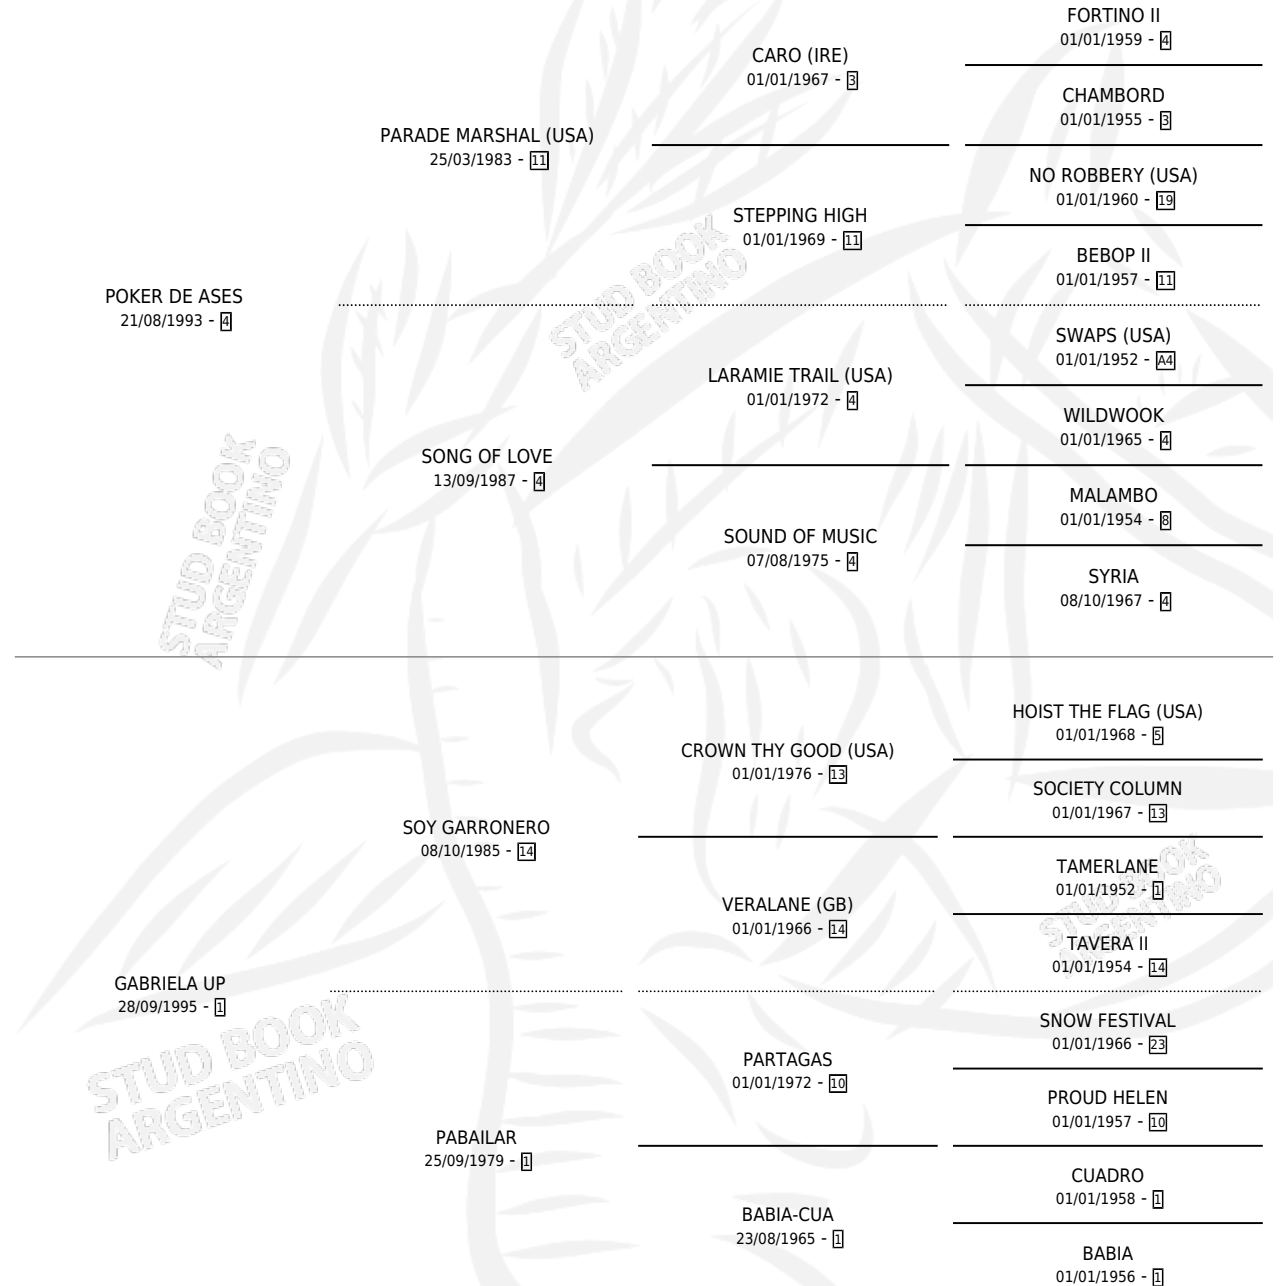 FORTINO II
01/01/1959 - 4
CARO (IRE)
01/01/1967 - 3
CHAMBORD
01/01/1955 - 3
PARADE MARSHAL (USA)
25/03/1983 - 11
NO ROBBERY (USA)
01/01/1960 - 19
STEPPING HIGH
01/01/1969 - 11
BEBOP II
01/01/1957 - 11
POKER DE ASES
21/08/1993 - 4
SWAPS (USA)
01/01/1952 - A4
LARAMIE TRAIL (USA)
01/01/1972 - 4
WILDWOOK
01/01/1965 - 4
SONG OF LOVE
13/09/1987 - 4
MALAMBO
01/01/1954 - 8
SOUND OF MUSIC
07/08/1975 - 4
SYRIA
08/10/1967 - 4
HOIST THE FLAG (USA)
01/01/1968 - 5
CROWN THY GOOD (USA)
01/01/1976 - 13
SOCIETY COLUMN
01/01/1967 - 13
SOY GARRONERO
08/10/1985 - 14
TAMERLANE
01/01/1952 - 1
VERALANE (GB)
01/01/1966 - 14
TAVERA II
01/01/1954 - 14
GABRIELA UP
28/09/1995 - 1
SNOW FESTIVAL
01/01/1966 - 23
PARTAGAS
01/01/1972 - 10
PROUD HELEN
01/01/1957 - 10
PABAILAR
25/09/1979 - 1
CUADRO
01/01/1958 - 1
BABIA-CUA
23/08/1965 - 1
BABIA
01/01/1956 - 1
STUD BOOK
ARGENTINO
STUD BOOK
ARGENTINO
STUD BOOK
ARGENTINO
STUD BOOK
ARGENTINO